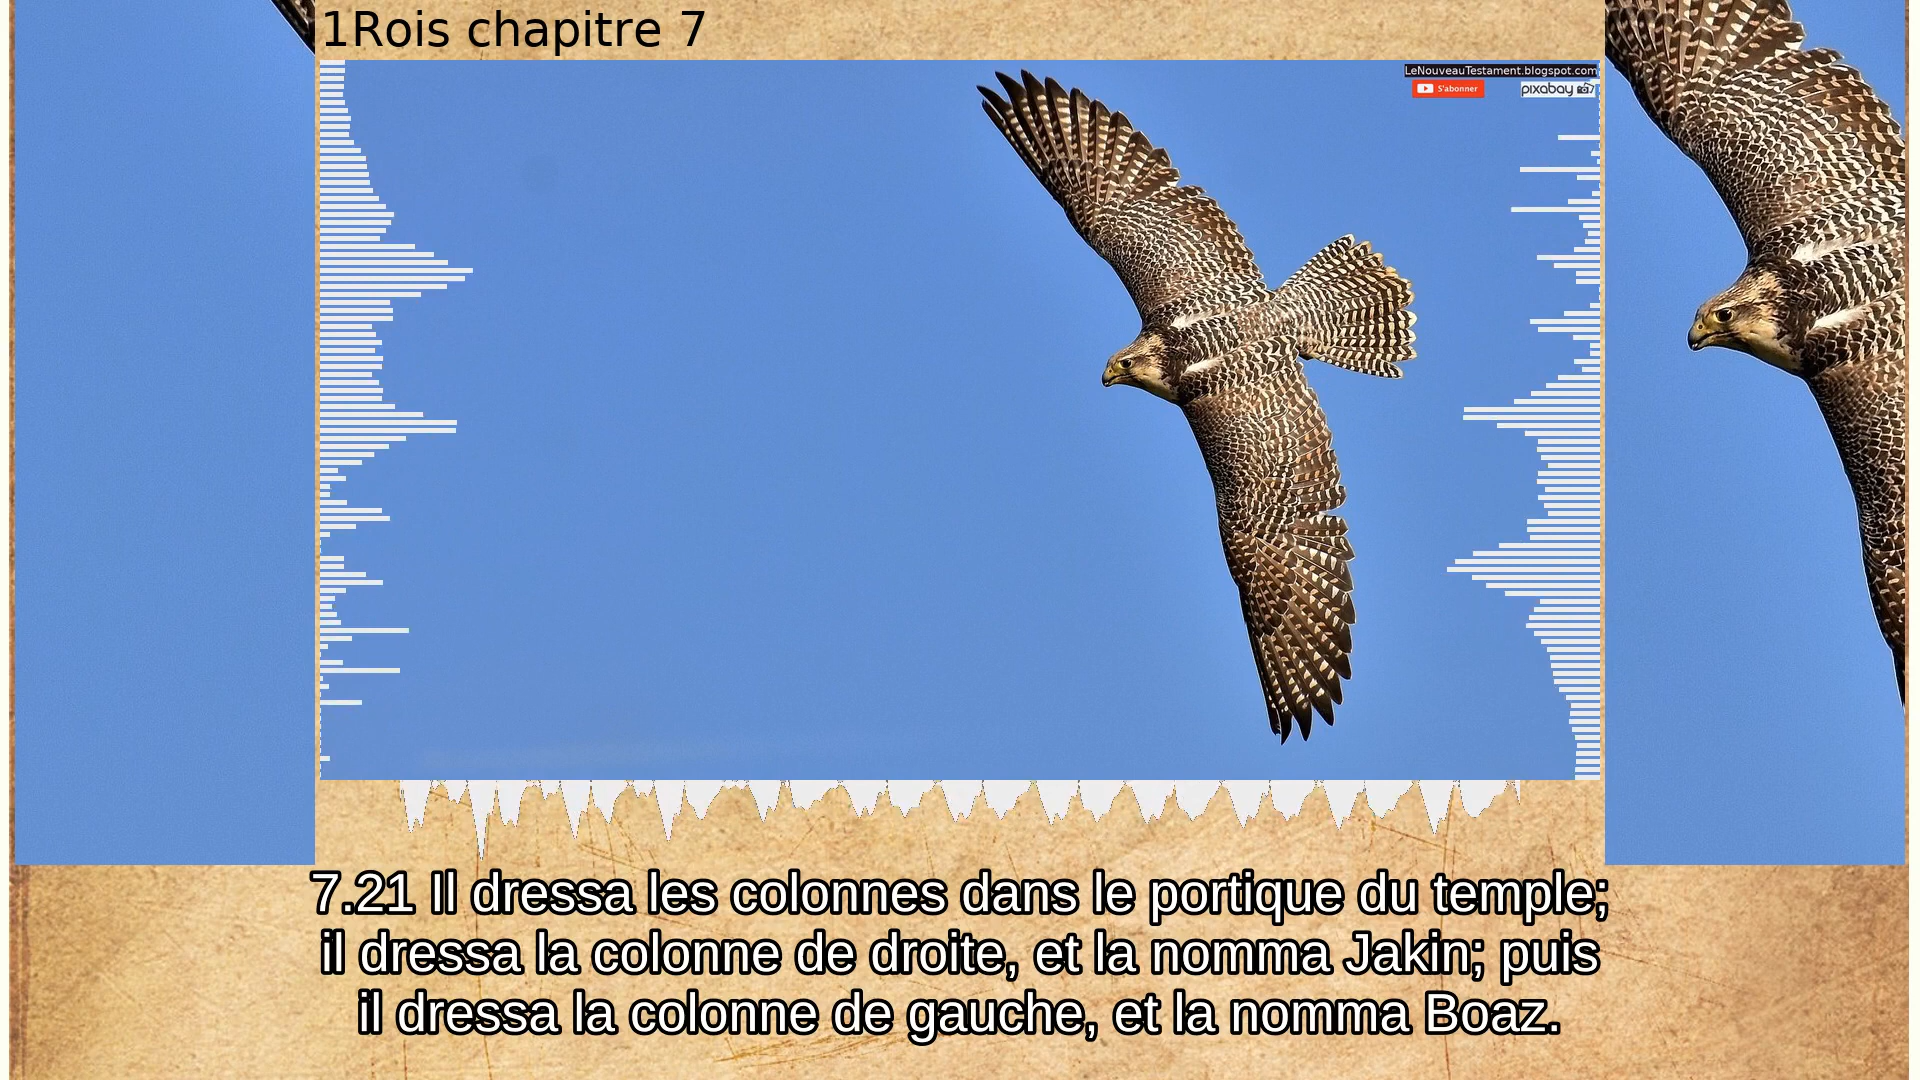 1Rois chapitre 7
LeNouveauTestament.blogspot.com
S'abonner
pixabay
7.21 Il dressa les colonnes dans le portique du temple;
il dressa la colonne de droite, et la nomma Jakin; puis
il dressa la colonne de gauche, et la nomma Boaz.